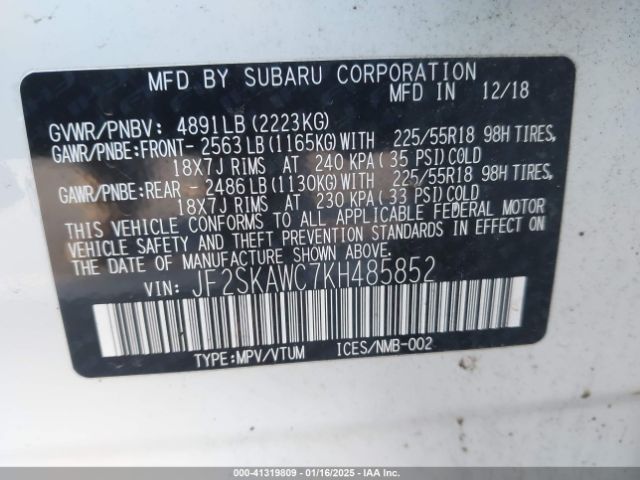 MFD BY SUBARU CORPORATION
MFD IN 12/18
GVWR/PNBV: 4891LB (2223KG)
GAWR/PNBE:FRONT- 2563 LB (1165KG) WITH 225/55R18 98H TIRES,
18X7J RIMS AT 240 KPA (35 PSI) COLD
GAWR/PNBE:REAR - 2486 LB (1130KG) WITH 225/55R18 98H TIRES,
18X7J RIMS AT 230 KPA (33 PSI) COLD
THIS VEHICLE CONFORMS TO ALL APPLICABLE FEDERAL MOTOR
VEHICLE SAFETY AND THEFT PREVENTION STANDARDS IN EFFECT ON
THE DATE OF MANUFACTURE SHOWN ABOVE.
VIN: JF2SKAWC7KH485852
TYPE:MPV/VTUM ICES/NMB-002
000-41319809 - 01/16/2025 - IAA Inc.